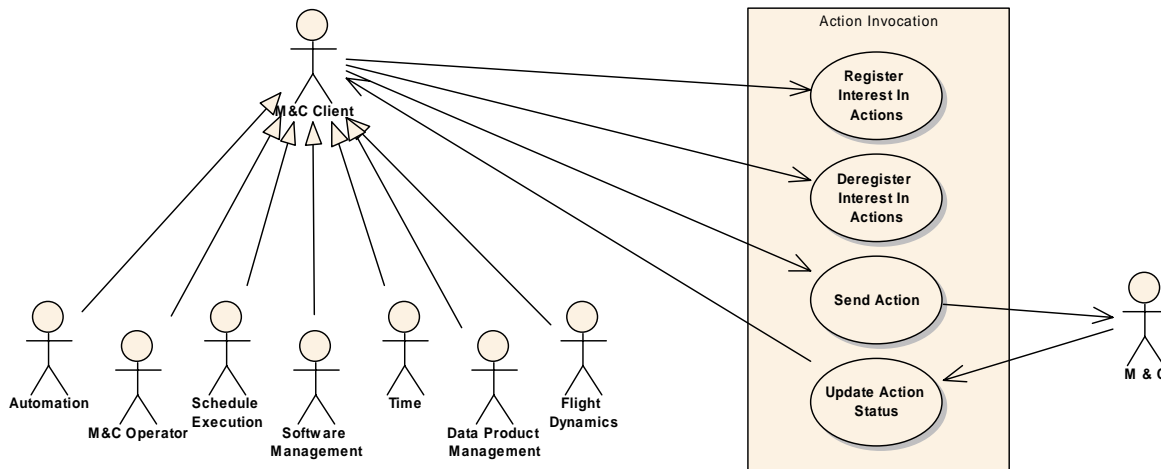 Action Invocation
Register
Interest In
Actions
M&C Client
Deregister
Interest In
Actions
Send Action
M & C
Update Action
Status
Automation
M&C Operator
Schedule
Execution
Software
Management
Time
Data Product
Management
Flight
Dynamics